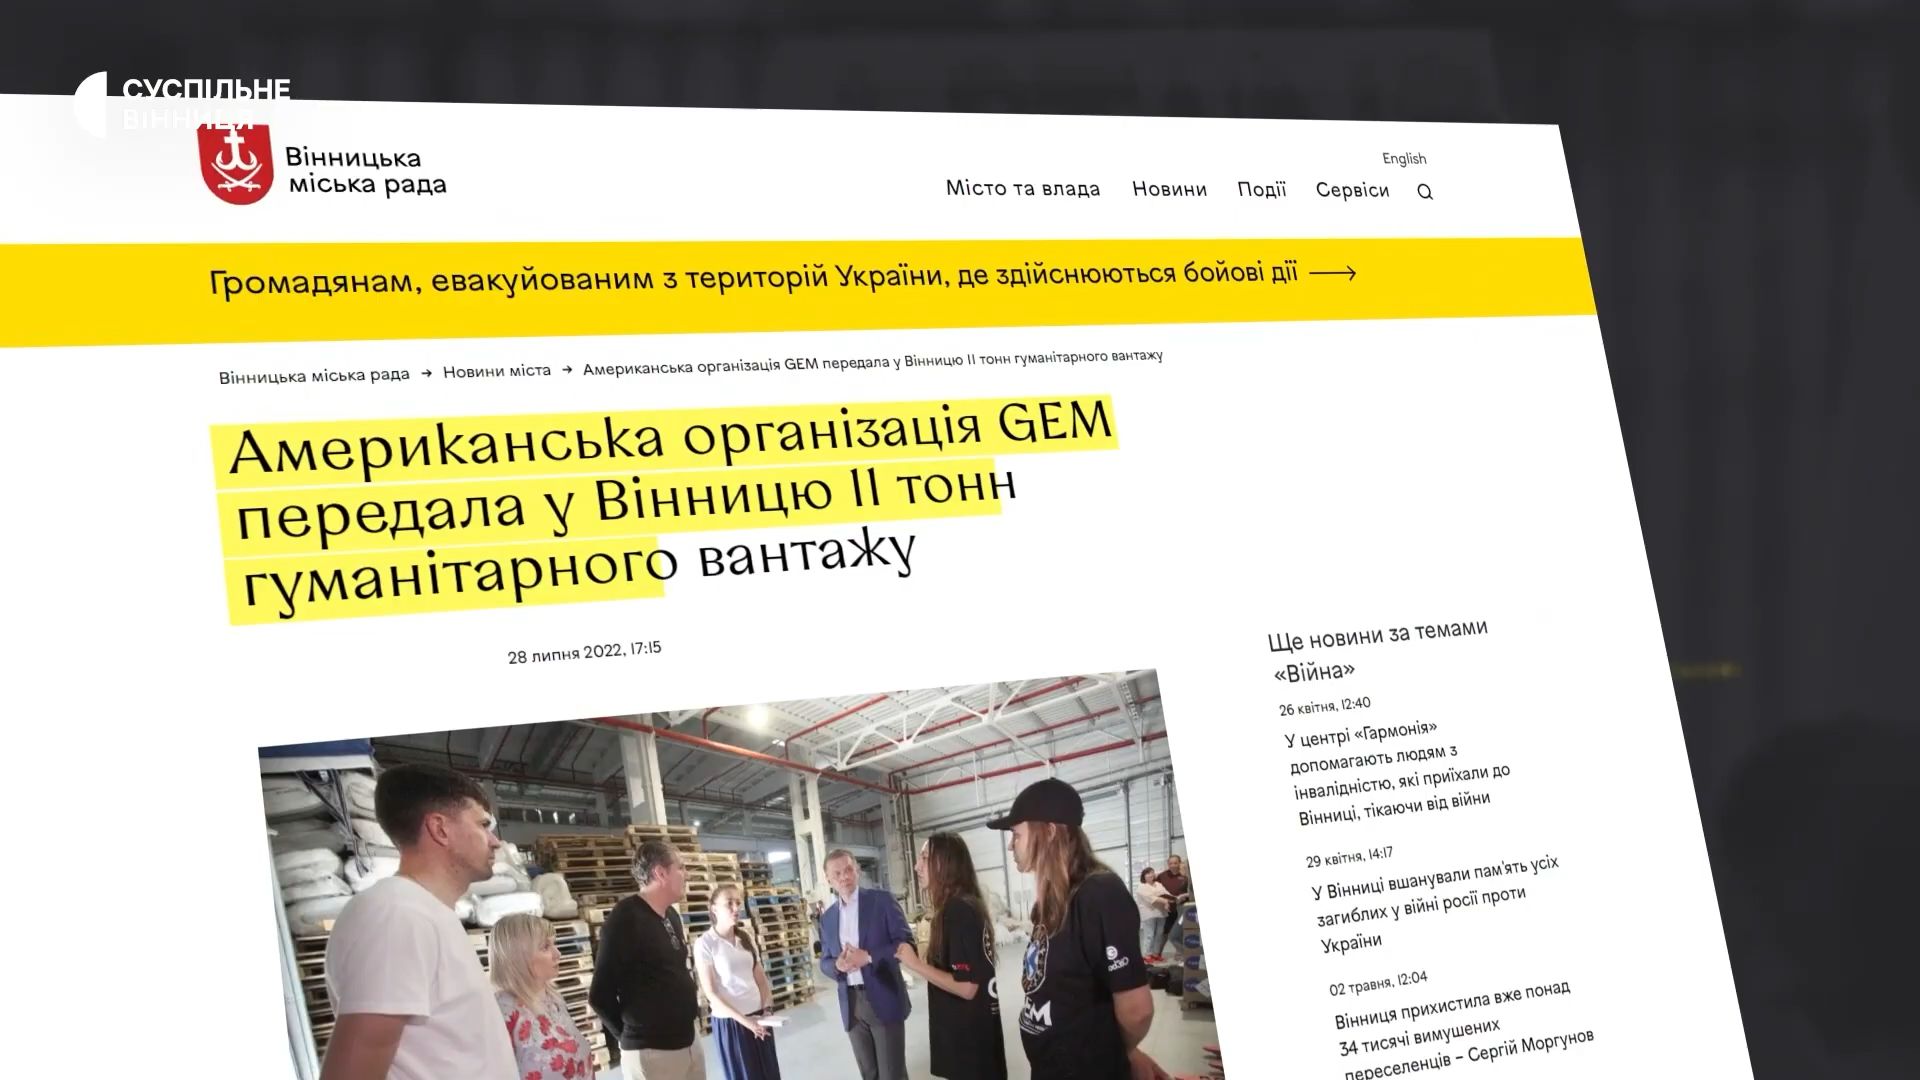 СУСПІЛЬНЕ
ВІННИЦЯ
Вінницька
міська рада
English
Місто та влада Новини Події Сервіси
Громадянам, евакуйованим з територій України, де здійснюються бойові дії →
Вінницька міська рада → Новини міста → Американська організація GEM передала у Вінницю 11 тонн гуманітарного вантажу
Американська організація GEM
передала у Вінницю 11 тонн
гуманітарного вантажу
28 липня 2022, 17:15
Ще новини за темами
«Війна»
26 квітня, 12:40
У центрі «Гармонія»
допомагають людям з
інвалідністю, які приїхали до
Вінниці, тікаючи від війни
29 квітня, 14:17
У Вінниці вшанували пам'ять усіх
загиблих у війні росії проти
України
02 травня, 12:04
Вінниця прихистила вже понад
34 тисячі вимушених
переселенців – Сергій Моргунов